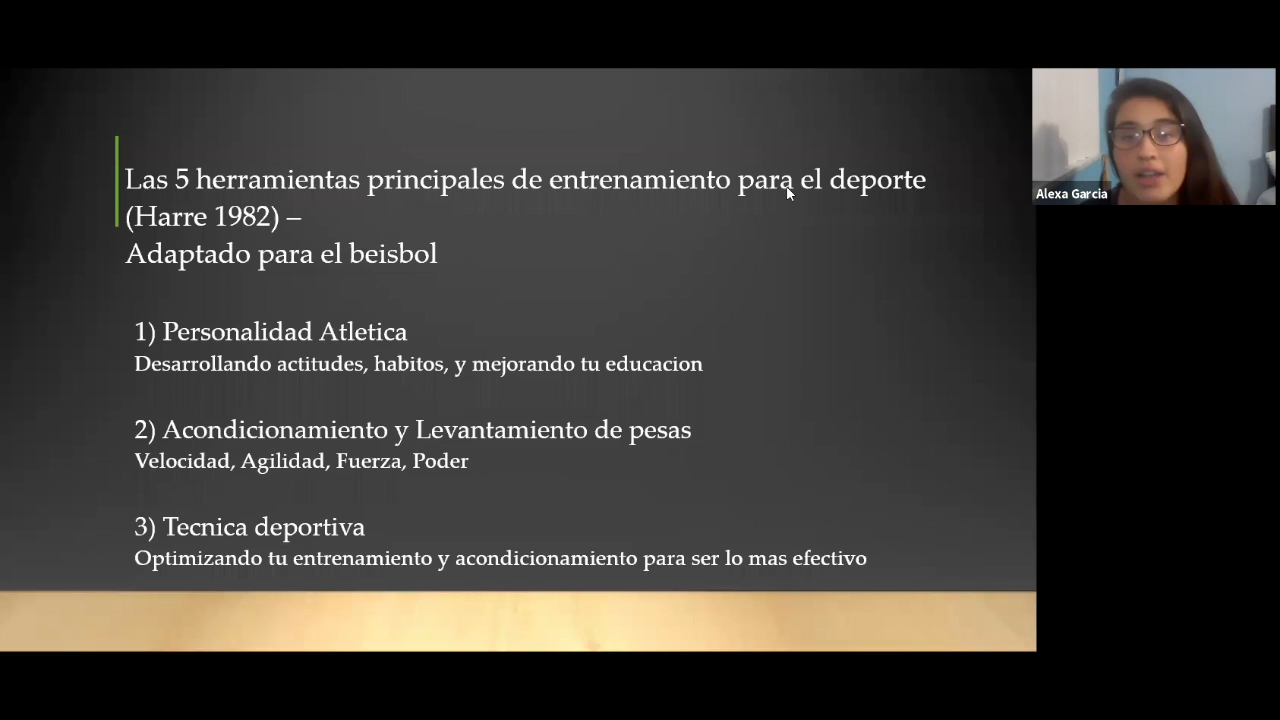 Las 5 herramientas principales de entrenamiento para el deporte
(Harre 1982) –
Adaptado para el beisbol
1) Personalidad Atletica
Desarrollando actitudes, habitos, y mejorando tu educacion
2) Acondicionamiento y Levantamiento de pesas
Velocidad, Agilidad, Fuerza, Poder
3) Tecnica deportiva
Optimizando tu entrenamiento y acondicionamiento para ser lo mas efectivo
Alexa Garcia